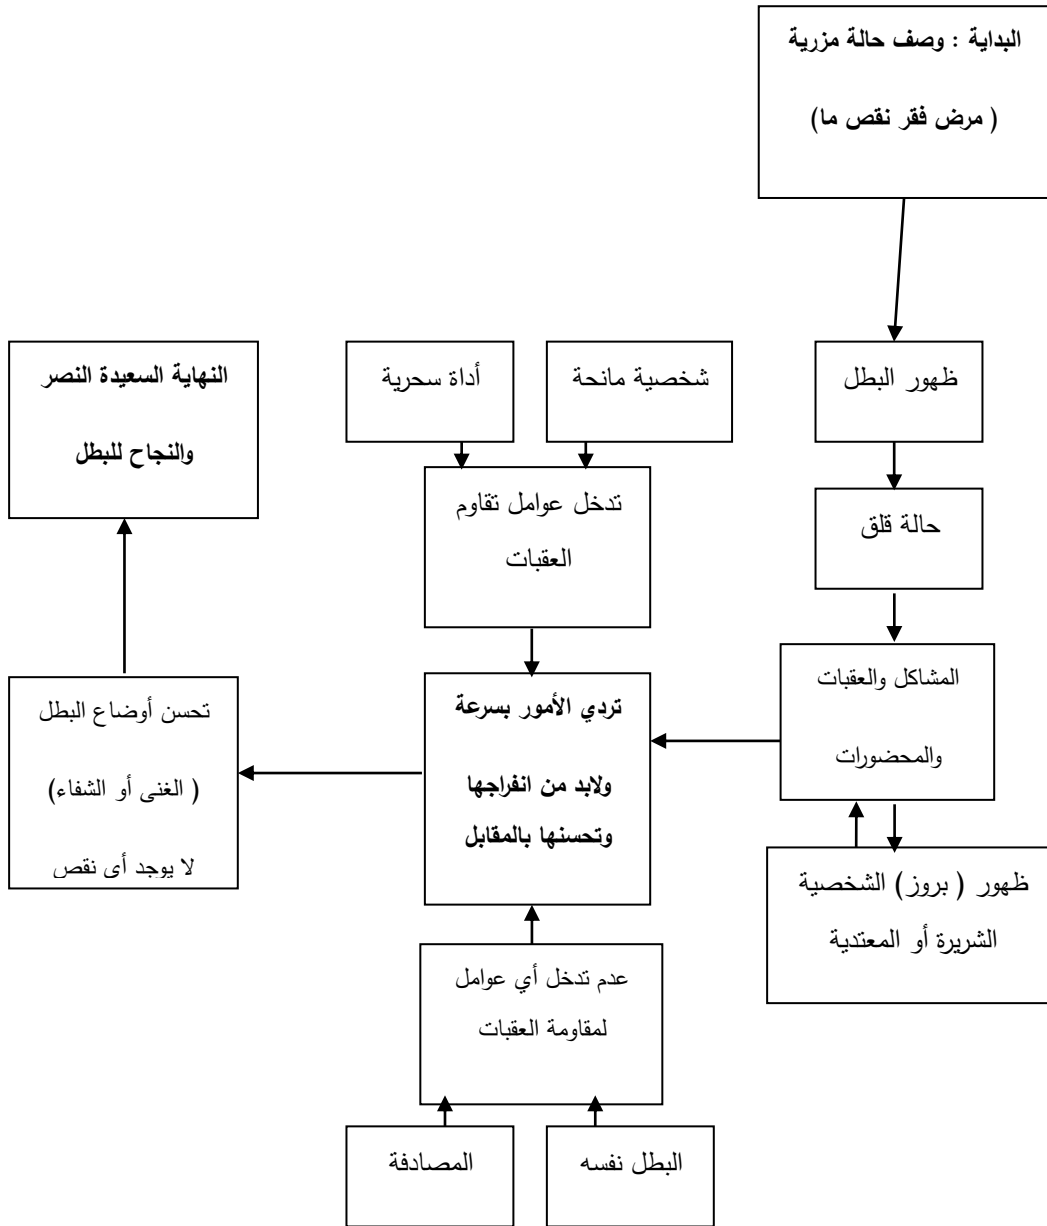 البداية : وصف حالة مزرية
( مرض فقر نقص ما)
ظهور البطل
شخصية مانحة
أداة سحرية
النهاية السعيدة النصر
والنجاح للبطل
تدخل عوامل تقاوم
العقبات
حالة قلق
المشاكل والعقبات
والمحضورات
تردي الأمور بسرعة
ولابد من انفراجها
وتحسنها بالمقابل
تحسن أوضاع البطل
( الغنى أو الشفاء)
لا يوجد أي نقص
ظهور ( بروز) الشخصية
الشريرة أو المعتدية
عدم تدخل أي عوامل
لمقاومة العقبات
البطل نفسه
المصادفة